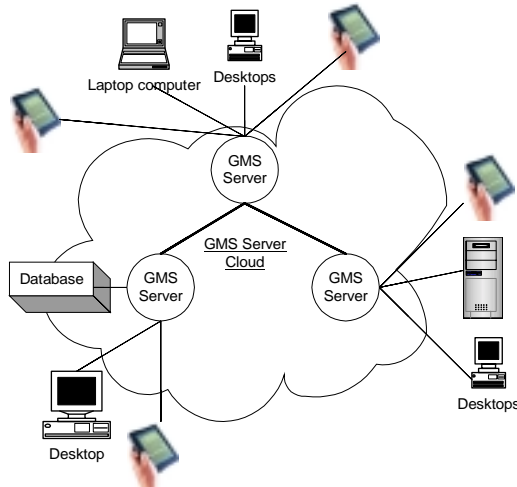 Laptop computer
Desktops
GMS
Server
GMS Server
Cloud
Database
GMS
Server
GMS
Server
Desktop
Desktops